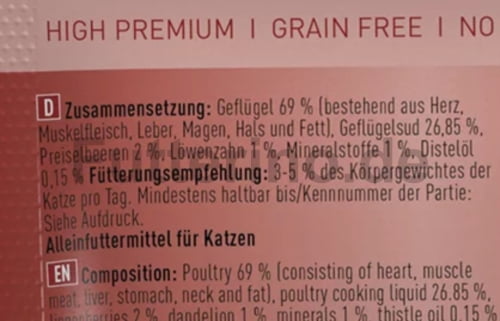 HIGH PREMIUM | GRAIN FREE | NO
D Zusammensetzung: Geflügel 69 % (bestehend aus Herz,
Muskelfleisch, Leber, Magen, Hals und Fett), Geflügelsud 26,85 %,
Preiselbeeren 2 %, Löwenzahn 1 %, Mineralstoffe 1 %, Distelöl
0,15 % Fütterungsempfehlung: 3-5 % des Körpergewichtes der
Katze pro Tag. Mindestens haltbar bis/Kennnummer der Partie:
Siehe Aufdruck.
Alleinfuttermittel für Katzen
EN Composition: Poultry 69 % (consisting of heart, muscle
meat, liver, stomach, neck and fat), poultry cooking liquid 26.85 %,
lingonberries 2 %, dandelion 1 %, minerals 1 %, thistle oil 0.15 %